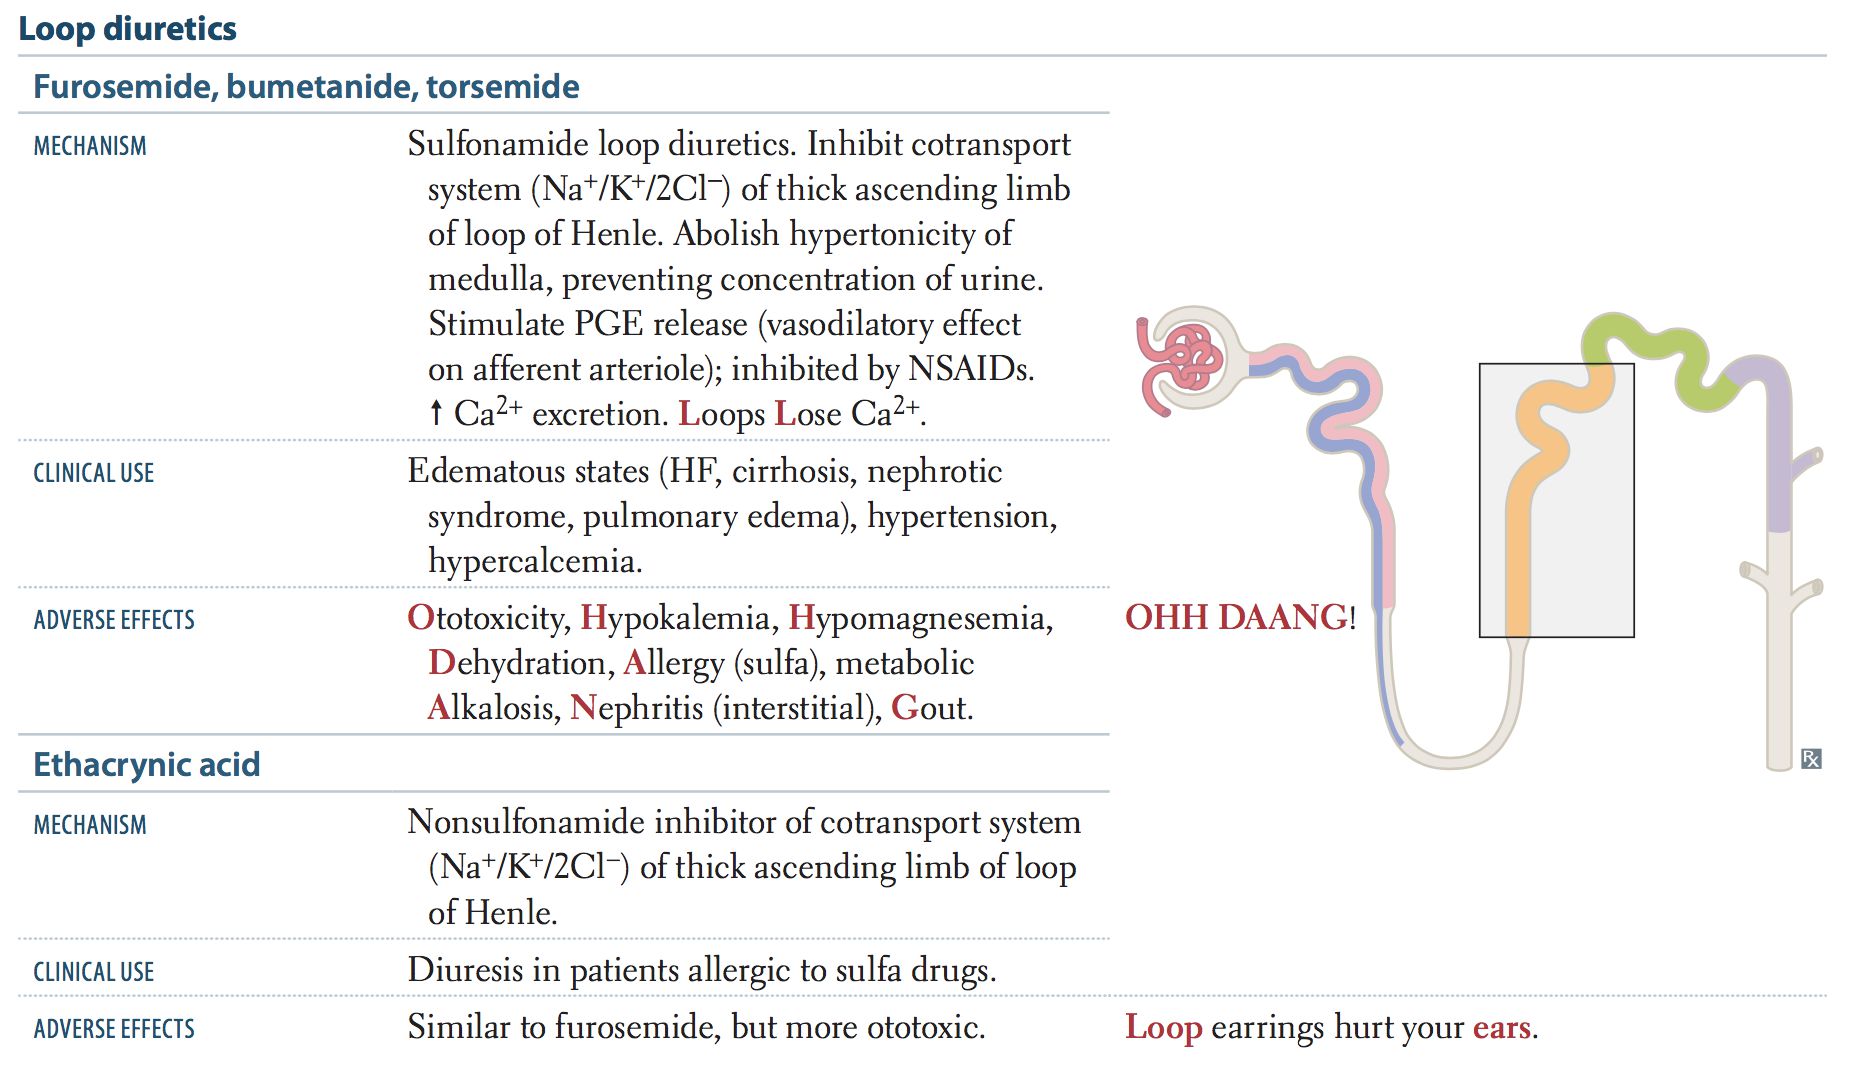 Loop diuretics
Furosemide, bumetanide, torsemide
MECHANISM
Sulfonamide loop diuretics. Inhibit cotransport
system (Na⁺/K⁺/2Cl⁻) of thick ascending limb
of loop of Henle. Abolish hypertonicity of
medulla, preventing concentration of urine.
Stimulate PGE release (vasodilatory effect
on afferent arteriole); inhibited by NSAIDs.
↑ Ca²⁺ excretion. Loops Lose Ca²⁺.
CLINICAL USE
Edematous states (HF, cirrhosis, nephrotic
syndrome, pulmonary edema), hypertension,
hypercalcemia.
ADVERSE EFFECTS
Ototoxicity, Hypokalemia, Hypomagnesemia,
Dehydration, Allergy (sulfa), metabolic
Alkalosis, Nephritis (interstitial), Gout.
OHH DAANG!
Ethacrynic acid
MECHANISM
Nonsulfonamide inhibitor of cotransport system
(Na⁺/K⁺/2Cl⁻) of thick ascending limb of loop
of Henle.
CLINICAL USE
Diuresis in patients allergic to sulfa drugs.
ADVERSE EFFECTS
Similar to furosemide, but more ototoxic.
Loop earrings hurt your ears.
Rx